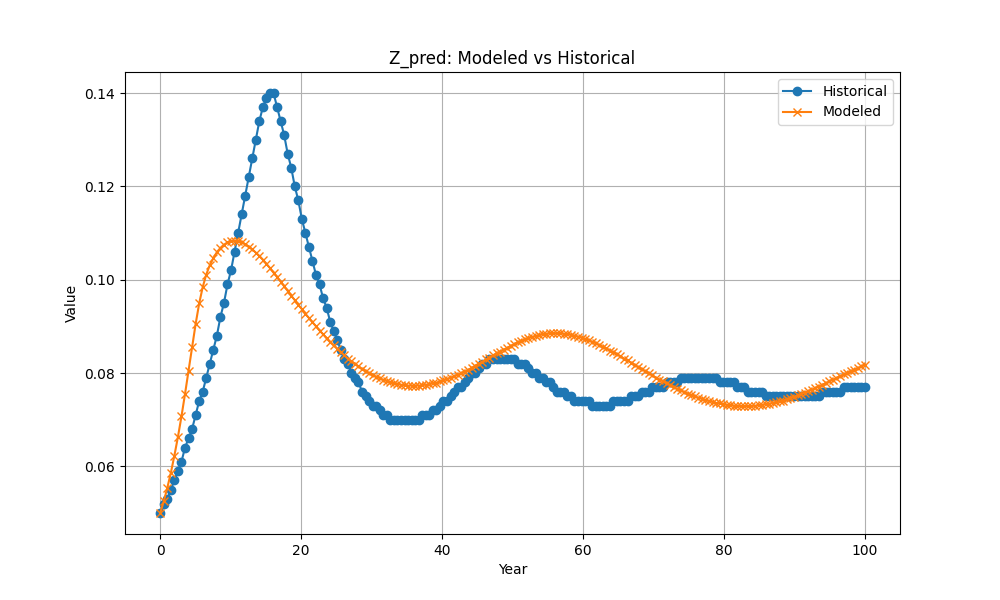 Z_pred: Modeled vs Historical
Historical
Modeled
0.14
0.12
0.10
0.08
0.06
Value
0
20
40
60
80
100
Year